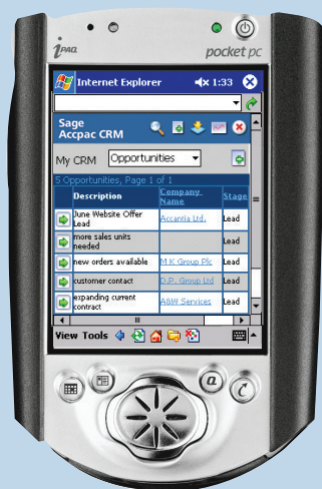 iPAQ
pocket pc
Internet Explorer 1:33
Sage
Accpac CRM
My CRM Opportunities
5 Opportunities, Page 1 of 1
Description Company Name Stage
June Website Offer Lead Accantia Ltd. Lead
more sales units needed Lead
new orders available M K Group Plc Lead
customer contact D.P. Group Ltd Lead
expanding current contract A&W Services Lead
View Tools